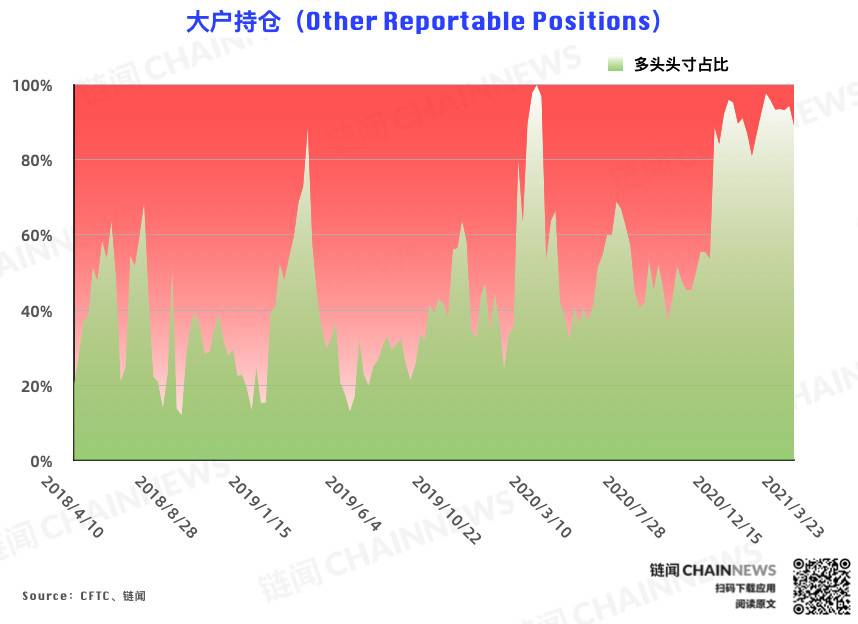 大户持仓（Other Reportable Positions）
多头头寸占比
100%
80%
60%
40%
20%
0%
2018/4/10
2018/8/28
2019/1/15
2019/6/4
2019/10/22
2020/3/10
2020/7/28
2020/12/15
2021/3/23
链闻 CHAINNEWS
扫码下载应用
阅读原文
Source: CFTC、链闻